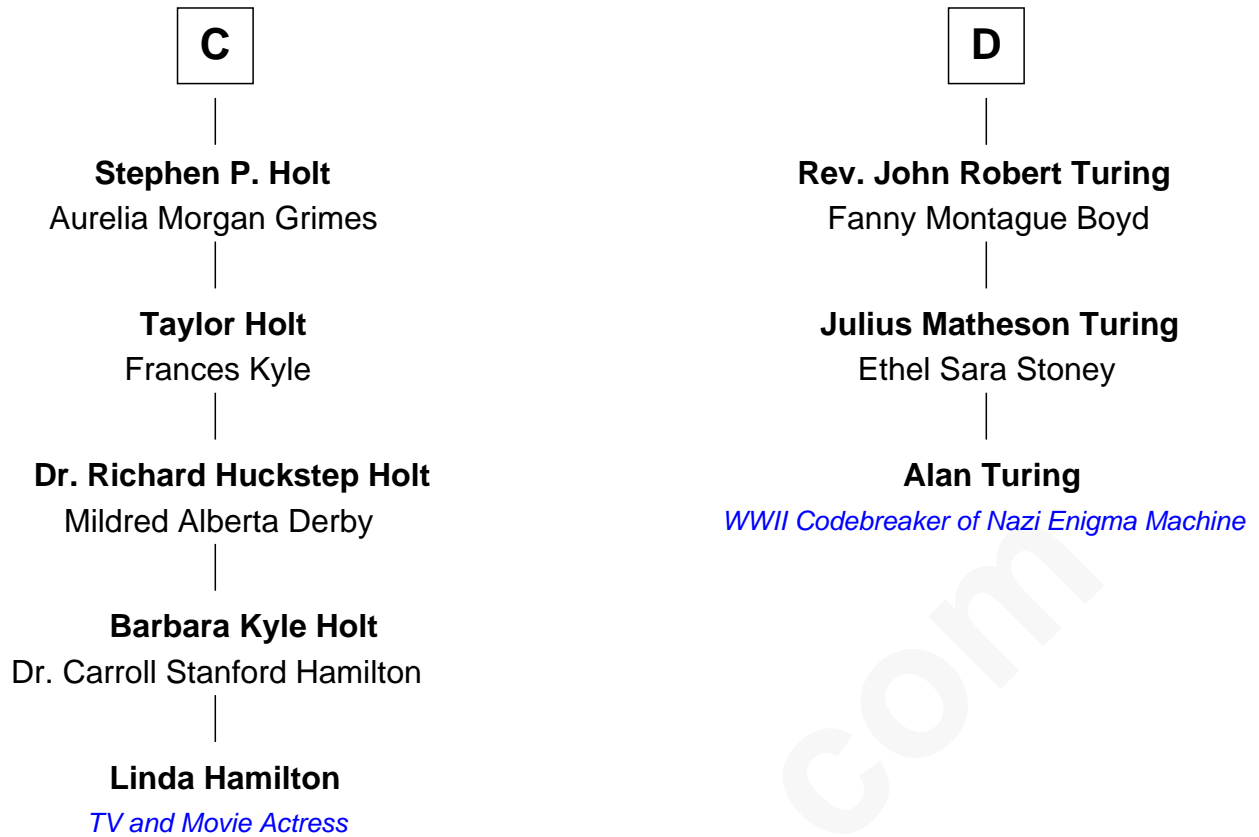 C
Stephen P. Holt
Aurelia Morgan Grimes
Taylor Holt
Frances Kyle
Dr. Richard Huckstep Holt
Mildred Alberta Derby
Barbara Kyle Holt
Dr. Carroll Stanford Hamilton
Linda Hamilton
TV and Movie Actress
D
Rev. John Robert Turing
Fanny Montague Boyd
Julius Matheson Turing
Ethel Sara Stoney
Alan Turing
WWII Codebreaker of Nazi Enigma Machine
com